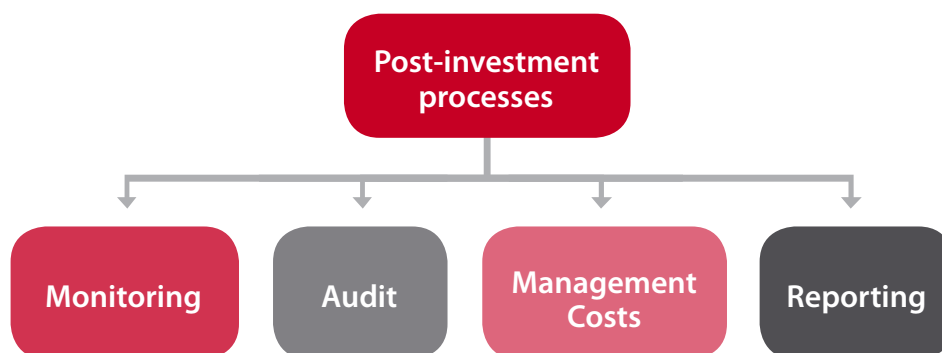 Post-investment
processes
Monitoring
Audit
Management
Costs
Reporting